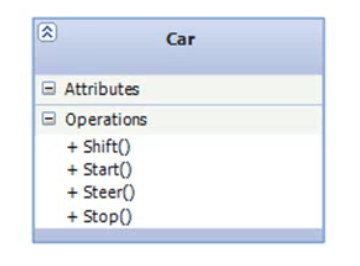 Car
Attributes
Operations
+ Shift()
+ Start()
+ Steer()
+ Stop()